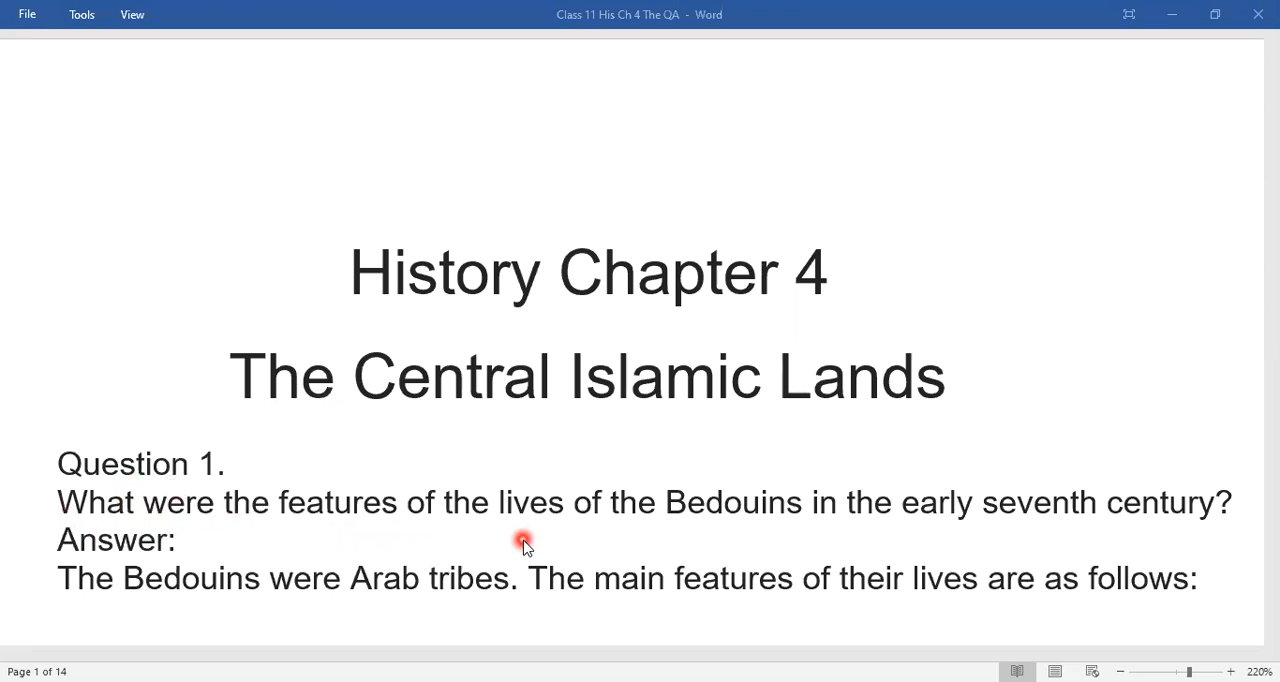 File Tools View Class 11 His Ch 4 The QA - Word
History Chapter 4
The Central Islamic Lands
Question 1.
What were the features of the lives of the Bedouins in the early seventh century?
Answer:
The Bedouins were Arab tribes. The main features of their lives are as follows:
Page 1 of 14 220%